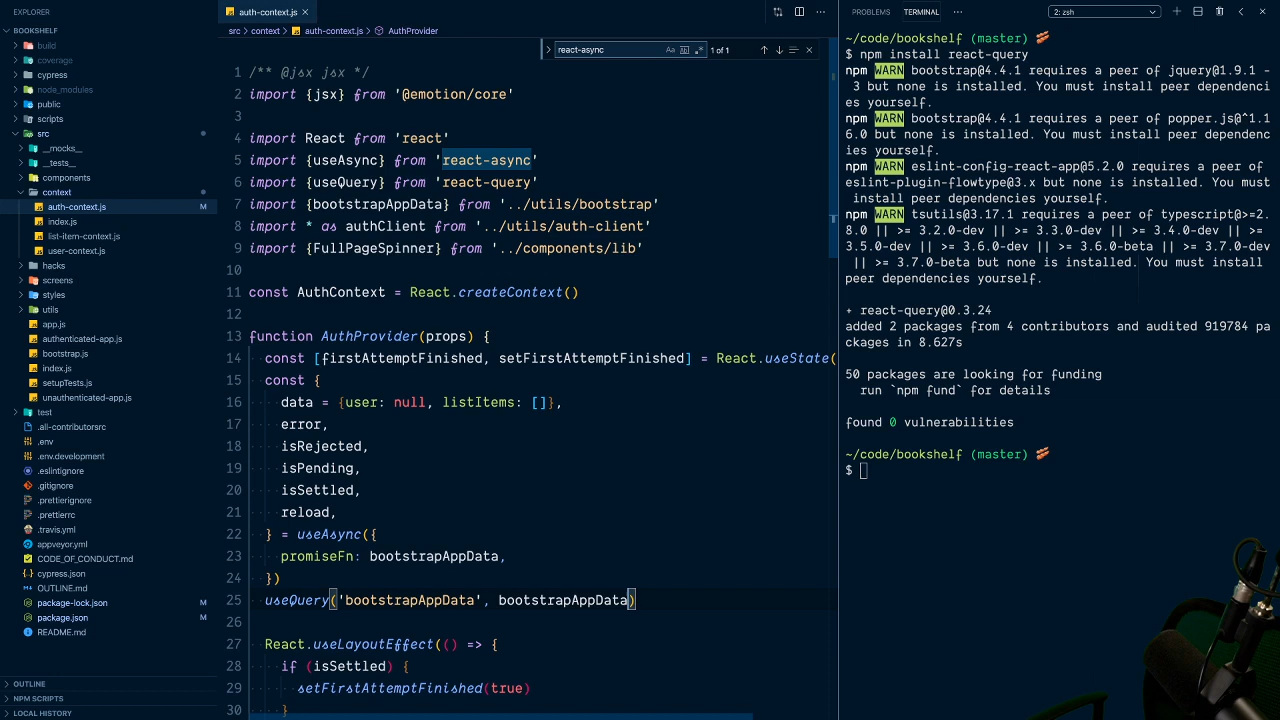 EXPLORER
BOOKSHELF
build
coverage
cypress
node_modules
public
scripts
src
__mocks__
__tests__
components
context
auth-context.js M
index.js
list-item-context.js
user-context.js
hacks
screens
styles
utils
app.js
authenticated-app.js
bootstrap.js
index.js
setupTests.js
unauthenticated-app.js
test
.all-contributorsrc
.env
.env.development
.eslintignore
.gitignore
.prettierignore
.prettierrc
.travis.yml
appveyor.yml
CODE_OF_CONDUCT.md
cypress.json
OUTLINE.md
package-lock.json M
package.json M
README.md
OUTLINE
NPM SCRIPTS
LOCAL HISTORY
auth-context.js
src > context > auth-context.js > AuthProvider
react-async Aa Abl .* 1 of 1
1 /** @jsx jsx */
2 import {jsx} from '@emotion/core'
3
4 import React from 'react'
5 import {useAsync} from 'react-async'
6 import {useQuery} from 'react-query'
7 import {bootstrapAppData} from '../utils/bootstrap'
8 import * as authClient from '../utils/auth-client'
9 import {FullPageSpinner} from '../components/lib'
10
11 const AuthContext = React.createContext()
12
13 function AuthProvider(props) {
14 const [firstAttemptFinished, setFirstAttemptFinished] = React.useState(
15 const {
16 data = {user: null, listItems: []},
17 error,
18 isRejected,
19 isPending,
20 isSettled,
21 reload,
22 } = useAsync({
23 promiseFn: bootstrapAppData,
24 })
25 useQuery('bootstrapAppData', bootstrapAppData)
26
27 React.useLayoutEffect(() => {
28 if (isSettled) {
29 setFirstAttemptFinished(true)
30 }
PROBLEMS TERMINAL ··· 2: zsh
~/code/bookshelf (master) 🥓
$ npm install react-query
npm WARN bootstrap@4.4.1 requires a peer of jquery@1.9.1 -
3 but none is installed. You must install peer dependenci
es yourself.
npm WARN bootstrap@4.4.1 requires a peer of popper.js@^1.1
6.0 but none is installed. You must install peer dependenc
ies yourself.
npm WARN eslint-config-react-app@5.2.0 requires a peer of
eslint-plugin-flowtype@3.x but none is installed. You must
install peer dependencies yourself.
npm WARN tsutils@3.17.1 requires a peer of typescript@>=2.
8.0 || >= 3.2.0-dev || >= 3.3.0-dev || >= 3.4.0-dev || >=
3.5.0-dev || >= 3.6.0-dev || >= 3.6.0-beta || >= 3.7.0-dev
|| >= 3.7.0-beta but none is installed. You must install
peer dependencies yourself.
+ react-query@0.3.24
added 2 packages from 4 contributors and audited 919784 pa
ckages in 8.627s
50 packages are looking for funding
run `npm fund` for details
found 0 vulnerabilities
~/code/bookshelf (master) 🥓
$